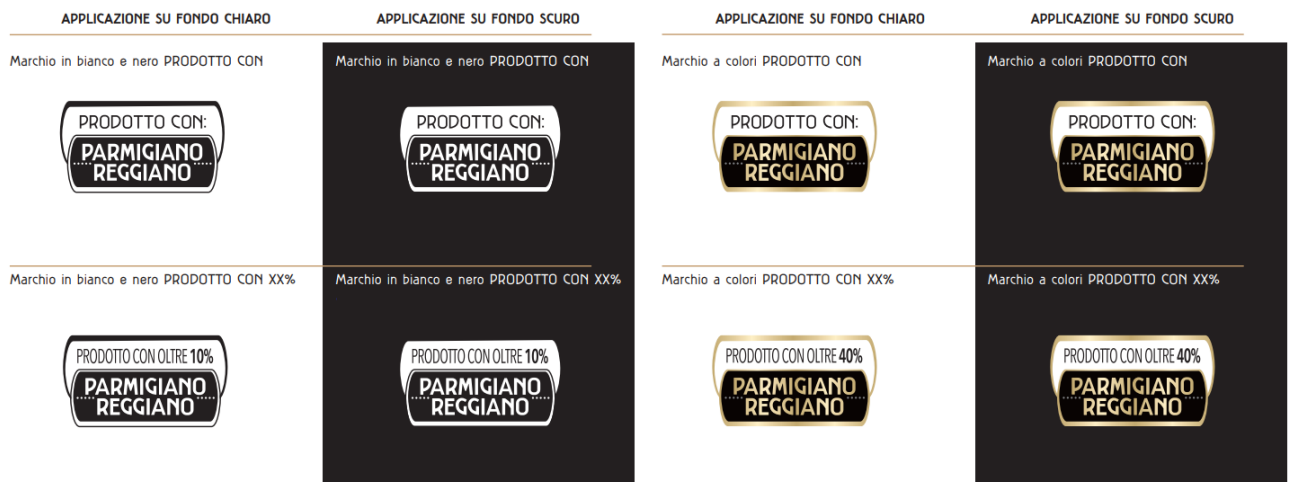 APPLICAZIONE SU FONDO CHIARO
APPLICAZIONE SU FONDO SCURO
APPLICAZIONE SU FONDO CHIARO
APPLICAZIONE SU FONDO SCURO
Marchio in bianco e nero PRODOTTO CON
Marchio in bianco e nero PRODOTTO CON
Marchio a colori PRODOTTO CON
Marchio a colori PRODOTTO CON
PRODOTTO CON:
PARMIGIANO
REGGIANO
PRODOTTO CON:
PARMIGIANO
REGGIANO
PRODOTTO CON:
PARMIGIANO
REGGIANO
PRODOTTO CON:
PARMIGIANO
REGGIANO
Marchio in bianco e nero PRODOTTO CON XX%
Marchio in bianco e nero PRODOTTO CON XX%
Marchio a colori PRODOTTO CON XX%
Marchio a colori PRODOTTO CON XX%
PRODOTTO CON OLTRE 10%
PARMIGIANO
REGGIANO
PRODOTTO CON OLTRE 10%
PARMIGIANO
REGGIANO
PRODOTTO CON OLTRE 40%
PARMIGIANO
REGGIANO
PRODOTTO CON OLTRE 40%
PARMIGIANO
REGGIANO